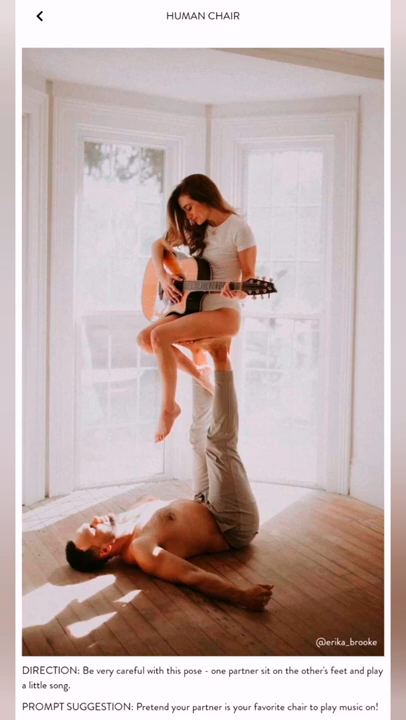 HUMAN CHAIR
@erika_brooke
DIRECTION: Be very careful with this pose - one partner sit on the other's feet and play
a little song.
PROMPT SUGGESTION: Pretend your partner is your favorite chair to play music on!